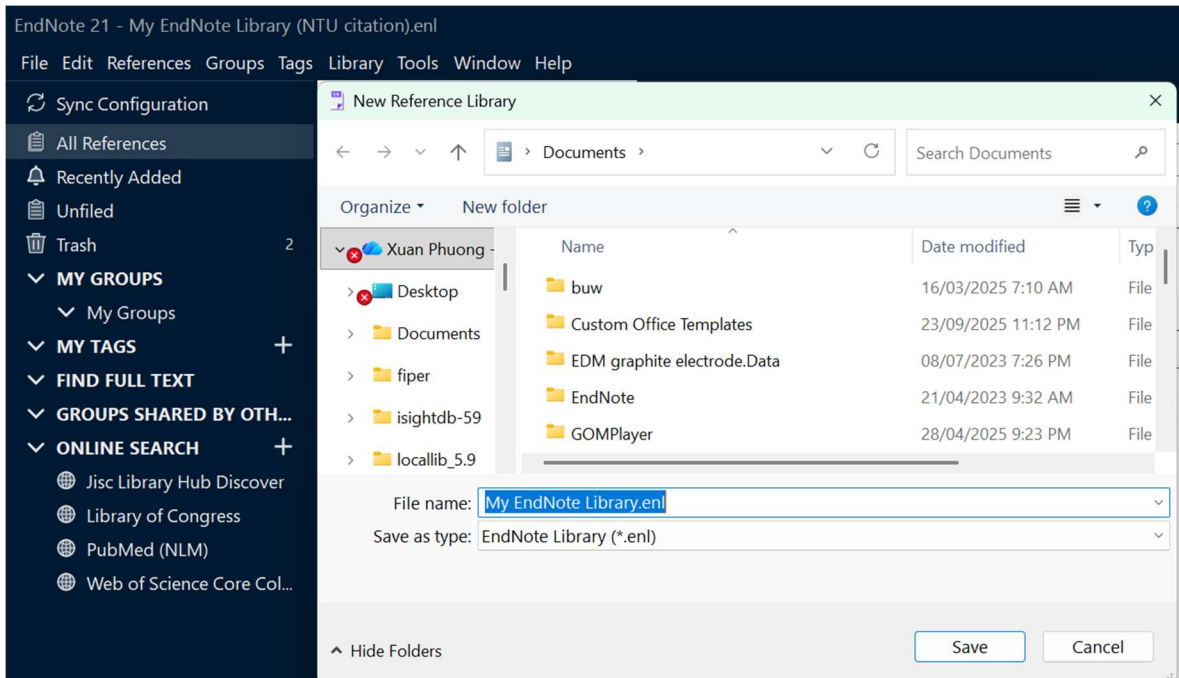 EndNote 21 - My EndNote Library (NTU citation).enl
File Edit References Groups Tags Library Tools Window Help
Sync Configuration
All References
Recently Added
Unfiled
Trash 2
MY GROUPS
My Groups
MY TAGS
FIND FULL TEXT
GROUPS SHARED BY OTH...
ONLINE SEARCH
Jisc Library Hub Discover
Library of Congress
PubMed (NLM)
Web of Science Core Col...
New Reference Library
Documents
Search Documents
Organize New folder
Xuan Phuong -
Desktop
Documents
fiper
isightdb-59
locallib_5.9
Name Date modified Typ
buw 16/03/2025 7:10 AM File
Custom Office Templates 23/09/2025 11:12 PM File
EDM graphite electrode.Data 08/07/2023 7:26 PM File
EndNote 21/04/2023 9:32 AM File
GOMPlayer 28/04/2025 9:23 PM File
File name: My EndNote Library.enl
Save as type: EndNote Library (*.enl)
Hide Folders
Save Cancel